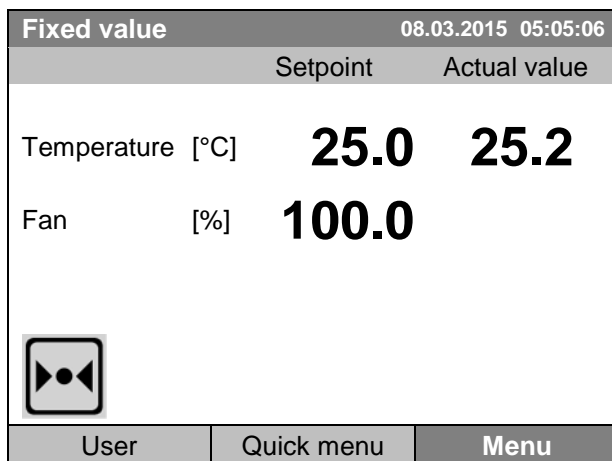 Fixed value 08.03.2015 05:05:06
Setpoint Actual value
Temperature [°C] 25.0 25.2
Fan [%] 100.0
User Quick menu Menu